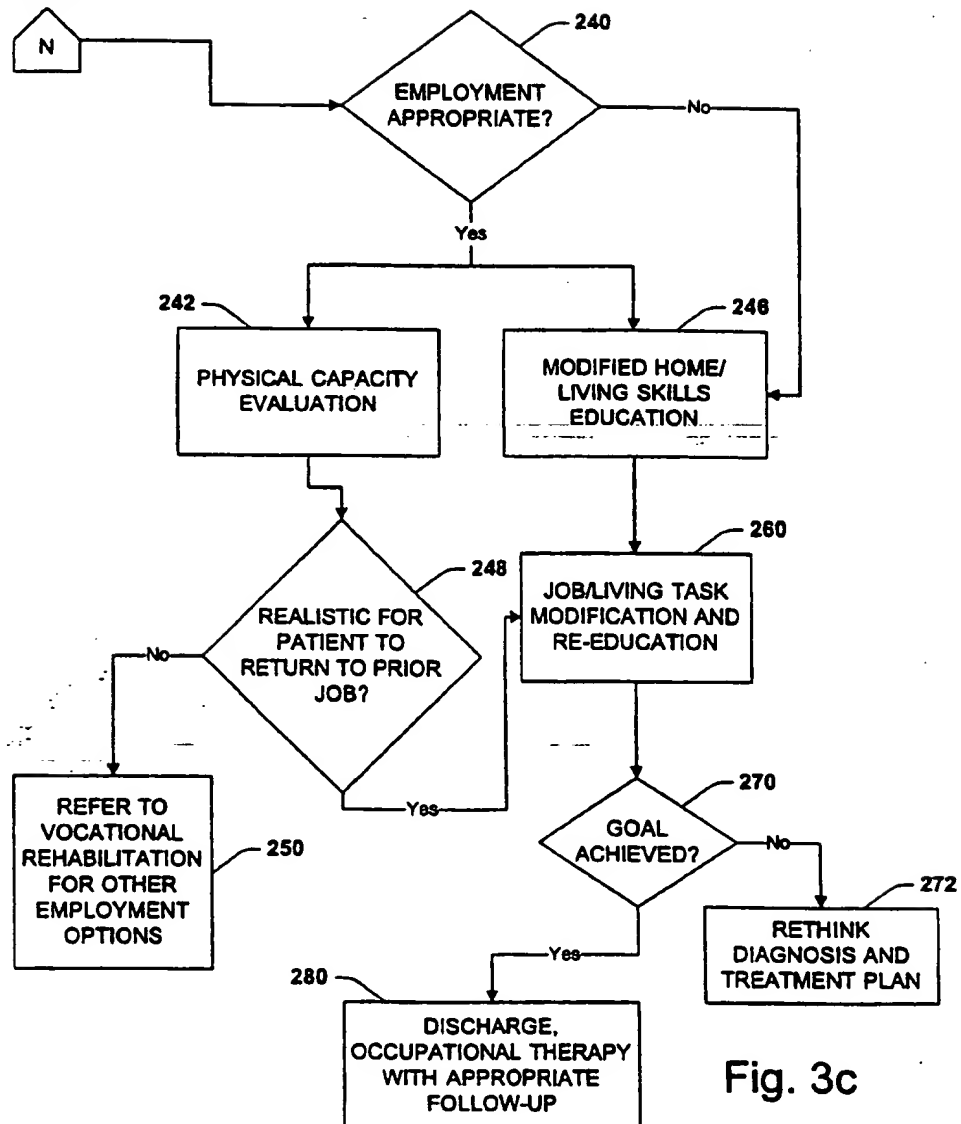 N
240
EMPLOYMENT
APPROPRIATE?
No
Yes
242
PHYSICAL CAPACITY
EVALUATION
246
MODIFIED HOME/
LIVING SKILLS
EDUCATION
248
REALISTIC FOR
PATIENT TO
RETURN TO PRIOR
JOB?
No
Yes
260
JOB/LIVING TASK
MODIFICATION AND
RE-EDUCATION
REFER TO
VOCATIONAL
REHABILITATION
FOR OTHER
EMPLOYMENT
OPTIONS
250
270
GOAL
ACHIEVED?
No
Yes
272
RETHINK
DIAGNOSIS AND
TREATMENT PLAN
280
DISCHARGE,
OCCUPATIONAL THERAPY
WITH APPROPRIATE
FOLLOW-UP
Fig. 3c